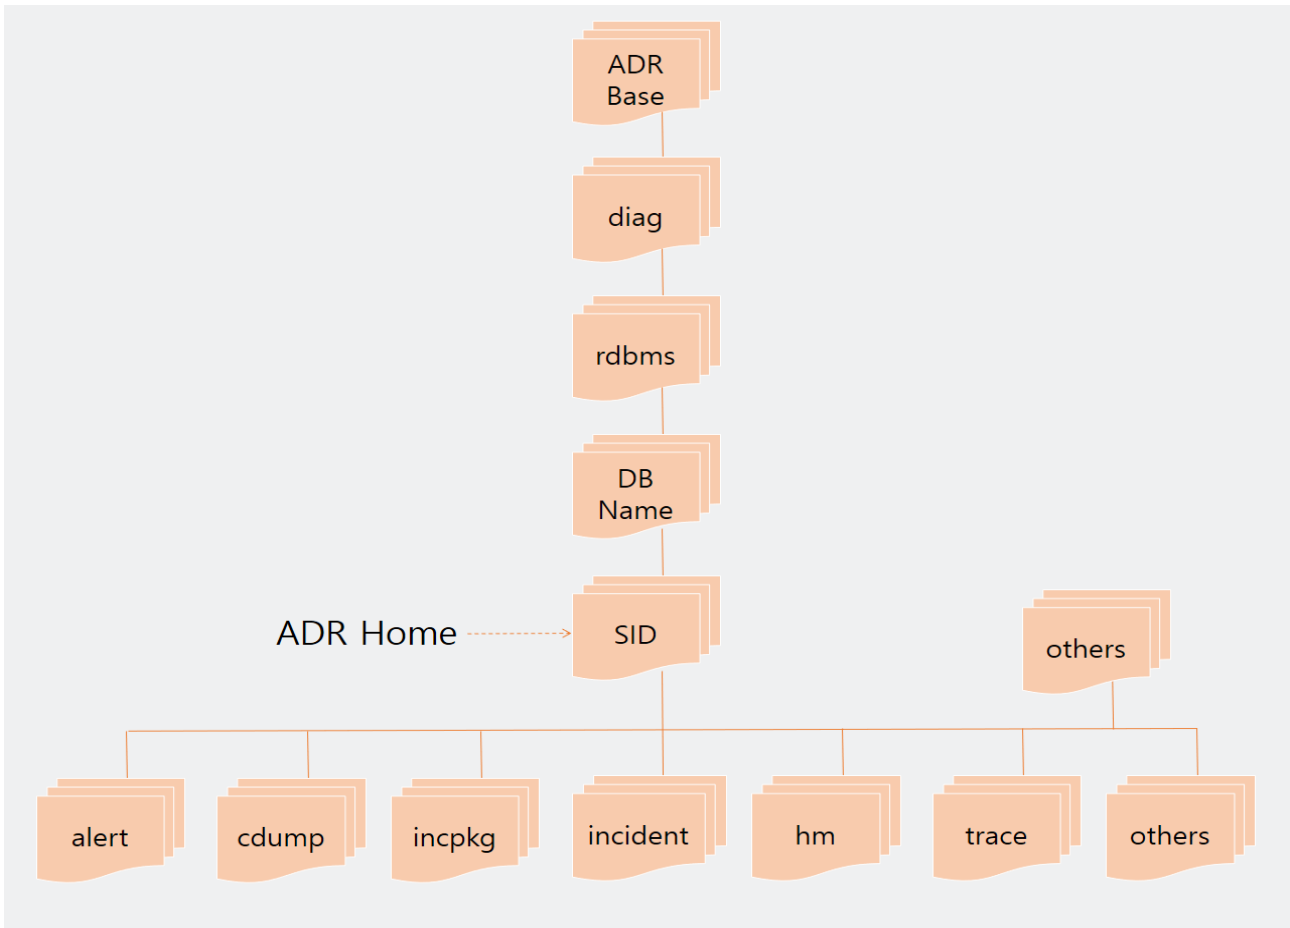 ADR
Base
diag
rdbms
DB
Name
ADR Home
SID
others
alert
cdump
incpkg
incident
hm
trace
others